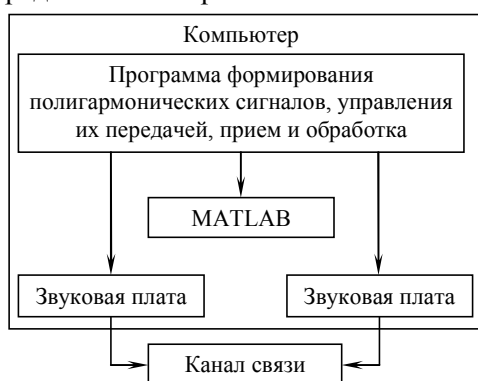 Компьютер
Программа формирования
полигармонических сигналов, управления
их передачей, прием и обработка
MATLAB
Звуковая плата Звуковая плата
Канал связи